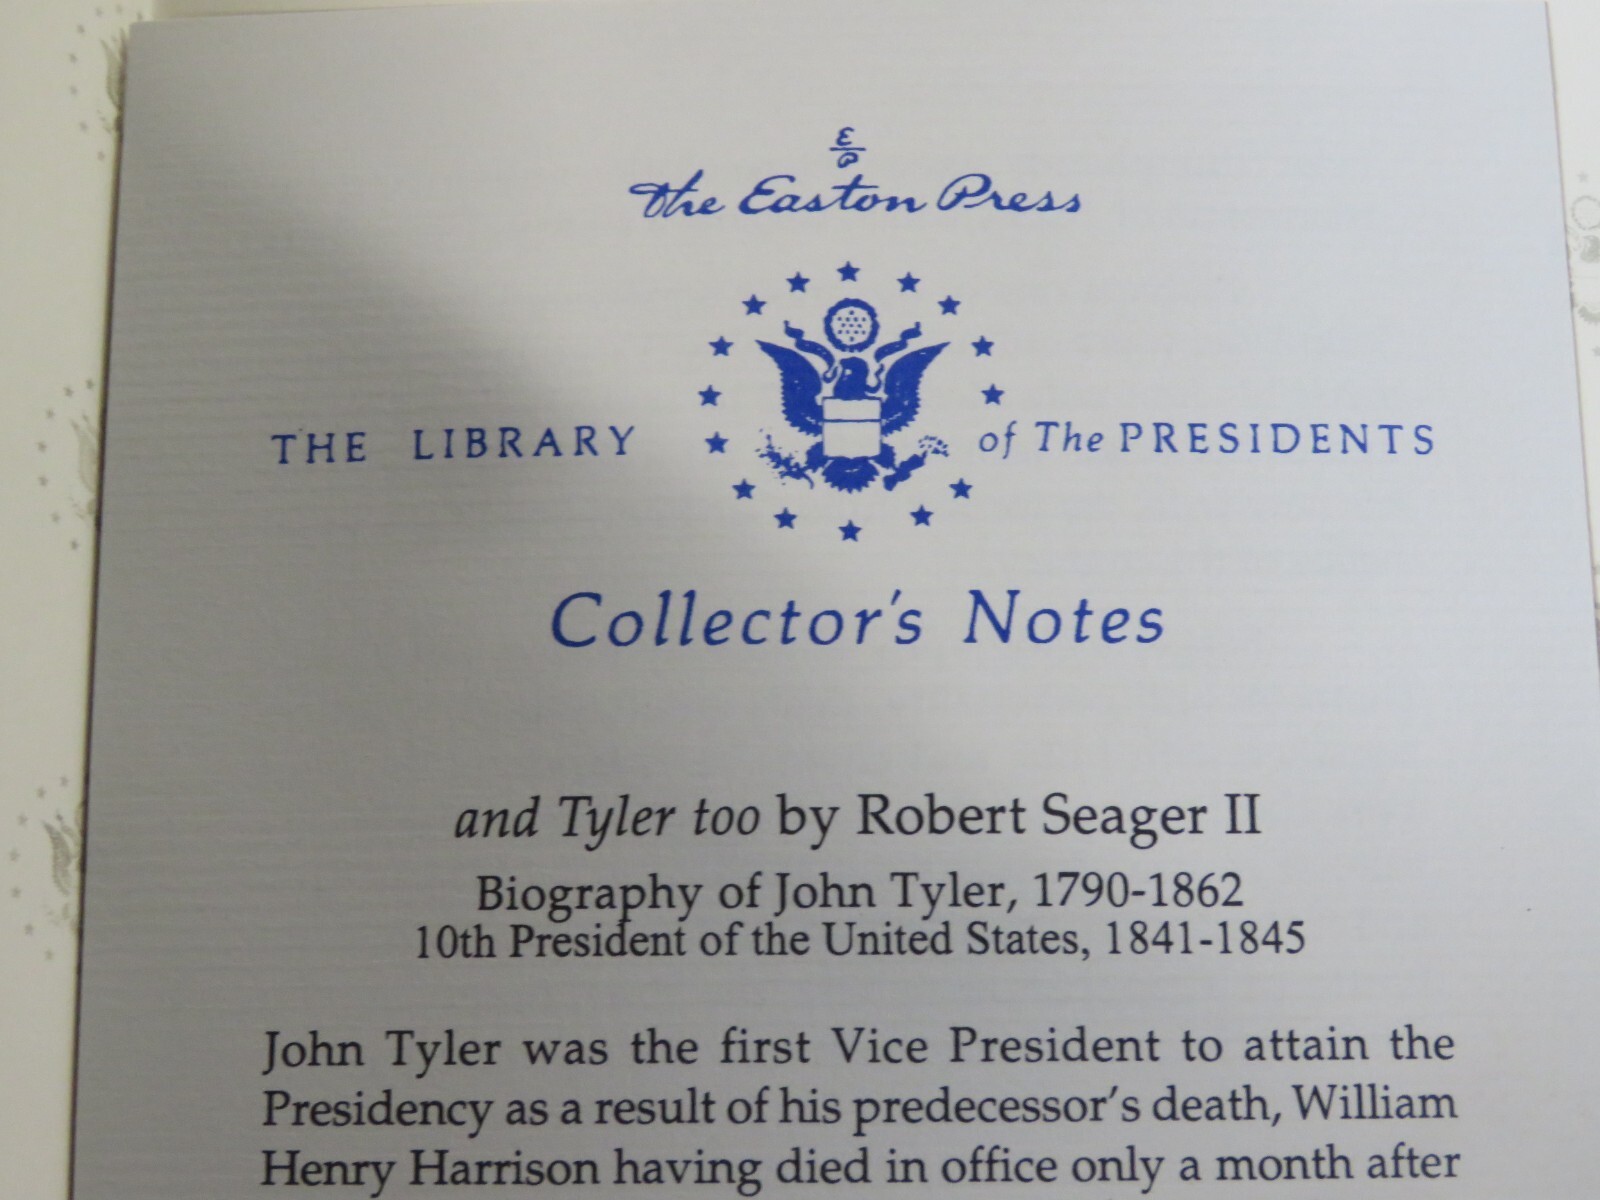 E
P
The Easton Press
THE LIBRARY of The PRESIDENTS
Collector's Notes
and Tyler too by Robert Seager II
Biography of John Tyler, 1790-1862
10th President of the United States, 1841-1845
John Tyler was the first Vice President to attain the
Presidency as a result of his predecessor's death, William
Henry Harrison having died in office only a month after